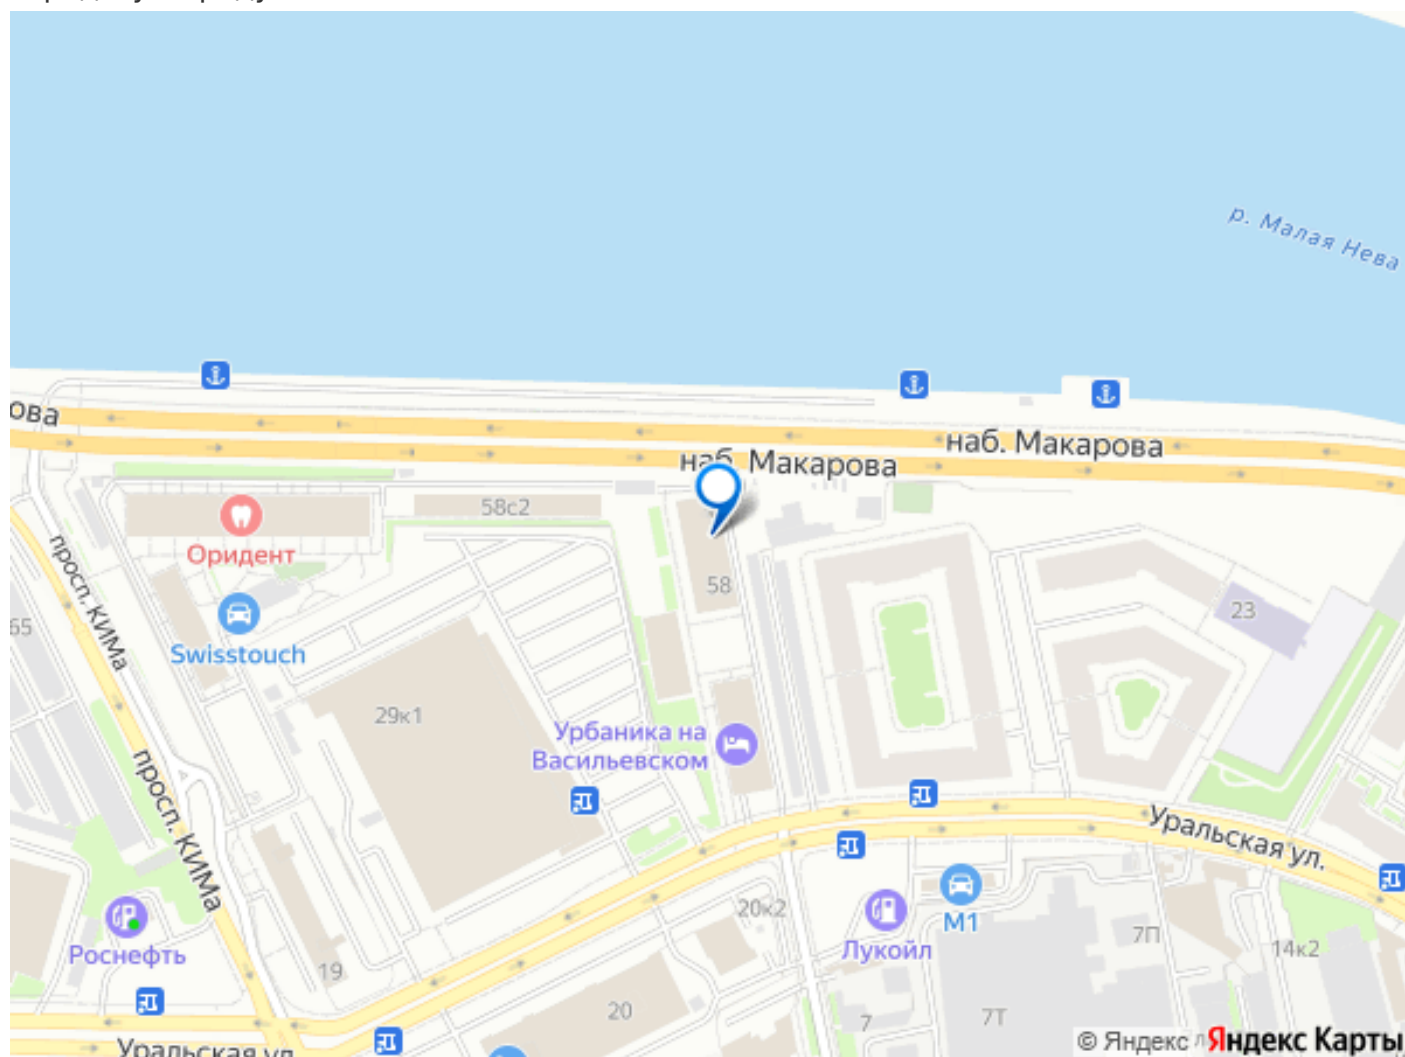 р. Малая Нева
ова
наб. Макарова
наб. Макарова
58с2
Оридент
просп. КИМа
58
23
65
Swisstouch
29к1
Урбаника на
Васильевском
просп. КИМа
Уральская ул.
20к2
М1
Роснефть
Лукойл
7П
14к2
19
20
7
7Т
© Яндекс
Яндекс Карты
Уральская ул.